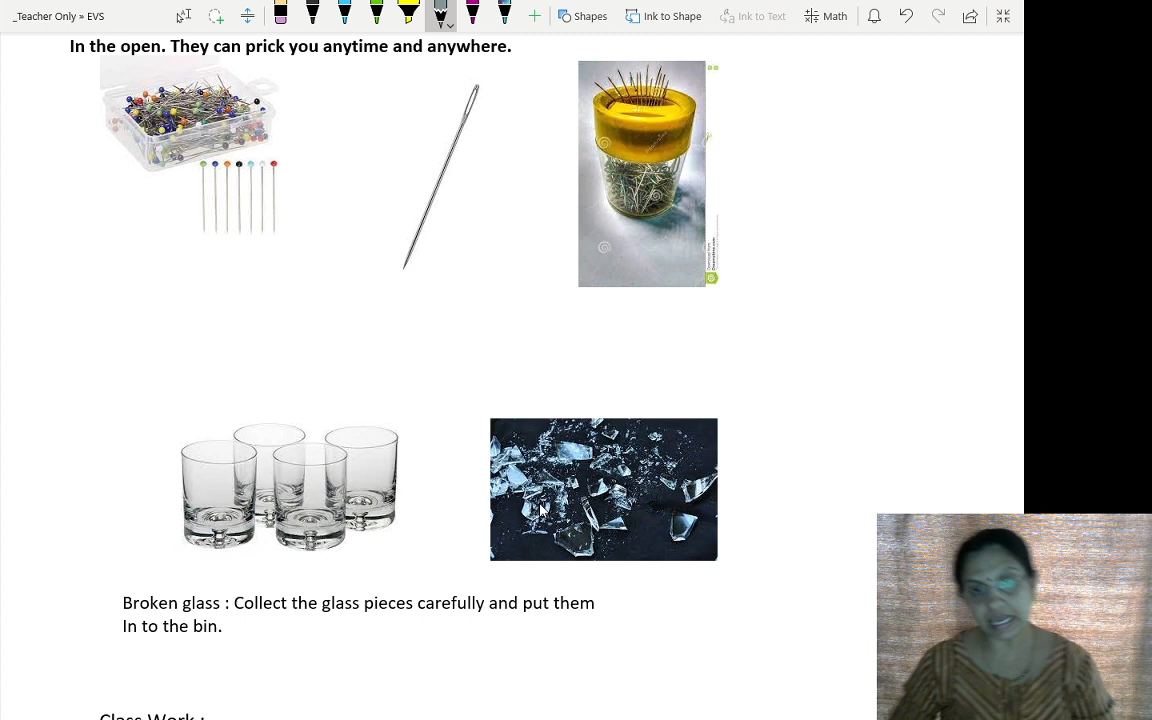 _Teacher Only » EVS
Shapes
Ink to Shape
Ink to Text
Math
In the open. They can prick you anytime and anywhere.
Broken glass : Collect the glass pieces carefully and put them
In to the bin.
Class Work :